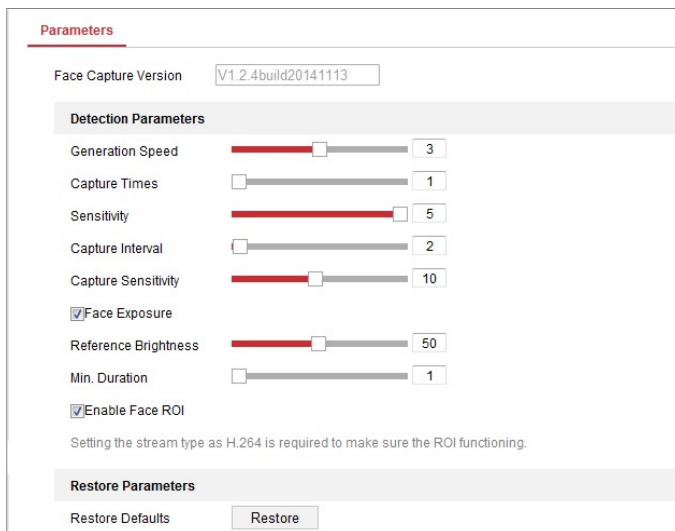 Parameters
Face Capture Version V1.2.4build20141113
Detection Parameters
Generation Speed 3
Capture Times 1
Sensitivity 5
Capture Interval 2
Capture Sensitivity 10
Face Exposure
Reference Brightness 50
Min. Duration 1
Enable Face ROI
Setting the stream type as H.264 is required to make sure the ROI functioning.
Restore Parameters
Restore Defaults Restore